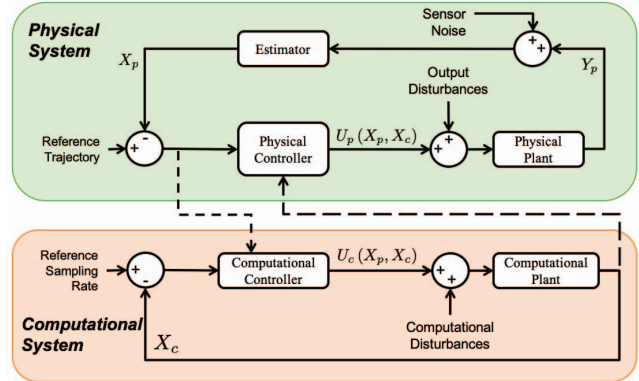 Physical
System
Sensor
Noise
Estimator
+
+
X_p
Y_p
Output
Disturbances
Reference
Trajectory
+
-
Physical
Controller
U_p (X_p, X_c)
+
+
Physical
Plant
Reference
Sampling
Rate
+
-
Computational
Controller
U_c (X_p, X_c)
+
+
Computational
Plant
Computational
System
X_c
Computational
Disturbances